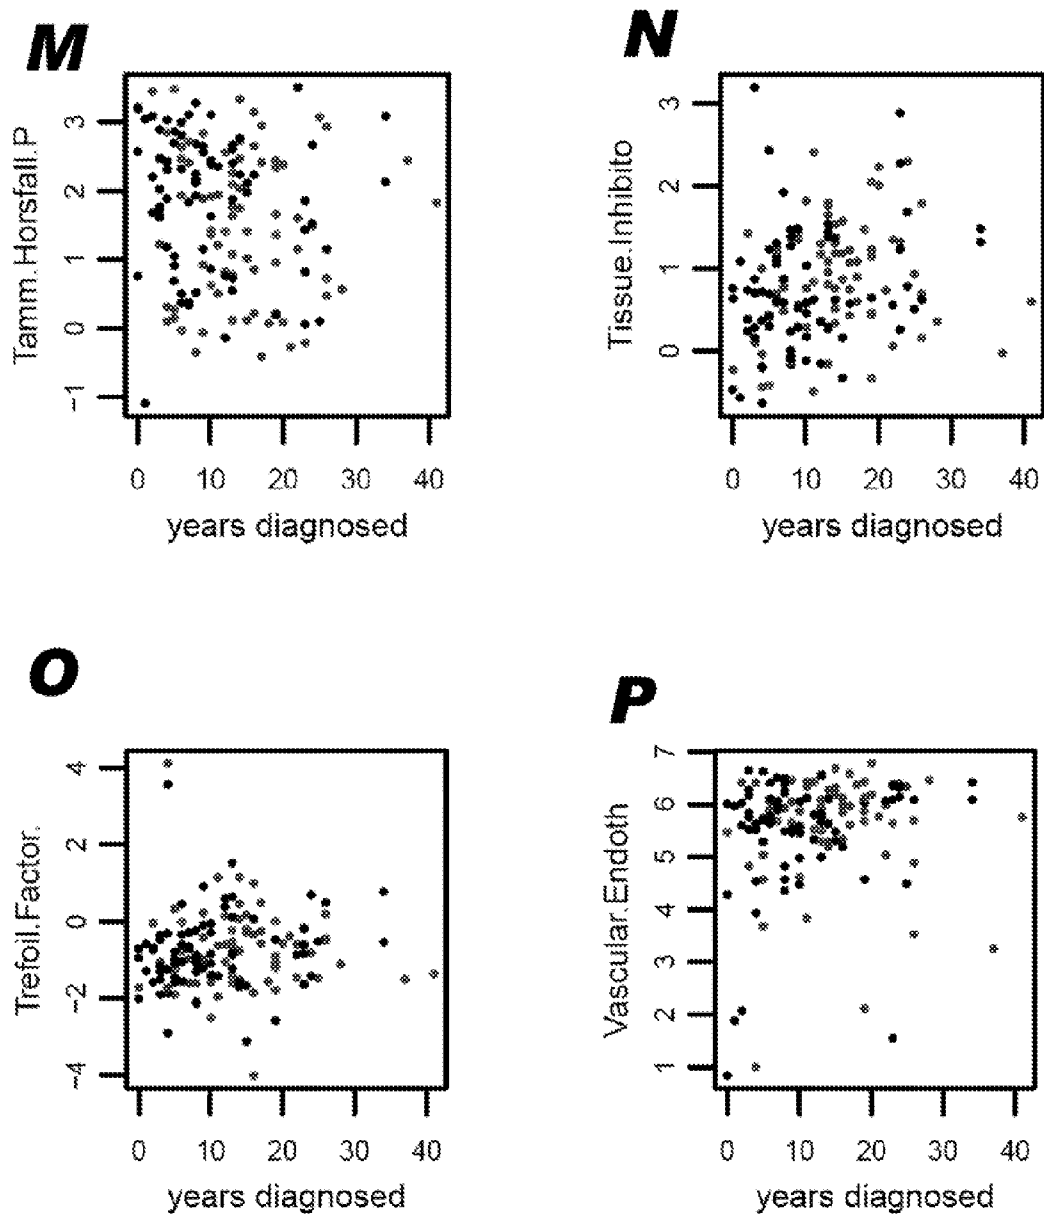 M
N
Tamm.Horsfall.P
3
2
1
0
−1
0 10 20 30 40
years diagnosed
Tissue.Inhibito
3
2
1
0
0 10 20 30 40
years diagnosed
O
P
Trefoil.Factor.
4
2
0
−2
−4
0 10 20 30 40
years diagnosed
Vascular.Endoth
7
6
5
4
3
2
1
0 10 20 30 40
years diagnosed